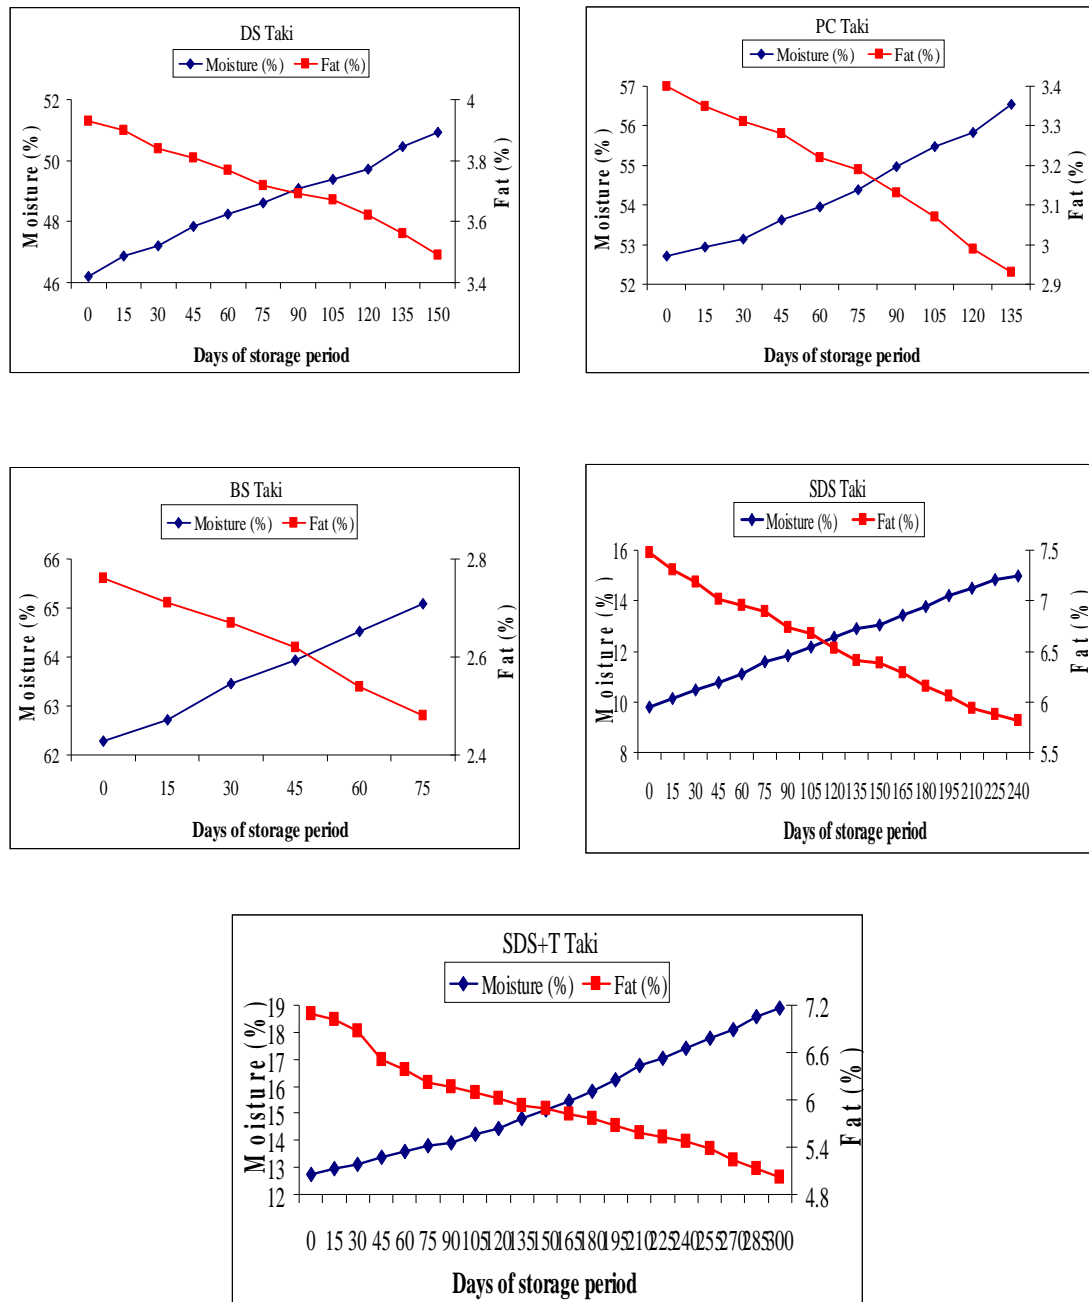 DS Taki
Moisture (%) Fat (%)
52
51
50
48
46
4
3.8
3.6
3.4
Moisture (%)
Fat (%)
0 15 30 45 60 75 90 105 120 135 150
Days of storage period
PC Taki
Moisture (%) Fat (%)
57
56
55
54
53
52
3.4
3.3
3.2
3.1
3
2.9
Moisture (%)
Fat (%)
0 15 30 45 60 75 90 105 120 135
Days of storage period
BS Taki
Moisture (%) Fat (%)
66
65
64
63
62
2.8
2.6
2.4
Moisture (%)
Fat (%)
0 15 30 45 60 75
Days of storage period
SDS Taki
Moisture (%) Fat (%)
16
14
12
10
8
7.5
7
6.5
6
5.5
Moisture (%)
Fat (%)
0 15 30 45 60 75 90 105 120 135 150 165 180 195 210 225 240
Days of storage period
SDS+T Taki
Moisture (%) Fat (%)
19
18
17
16
15
14
13
12
7.2
6.6
6
5.4
4.8
Moisture (%)
Fat (%)
0 15 30 45 60 75 90 105 120 135 150 165 180 195 210 225 240 255 270 285 300
Days of storage period